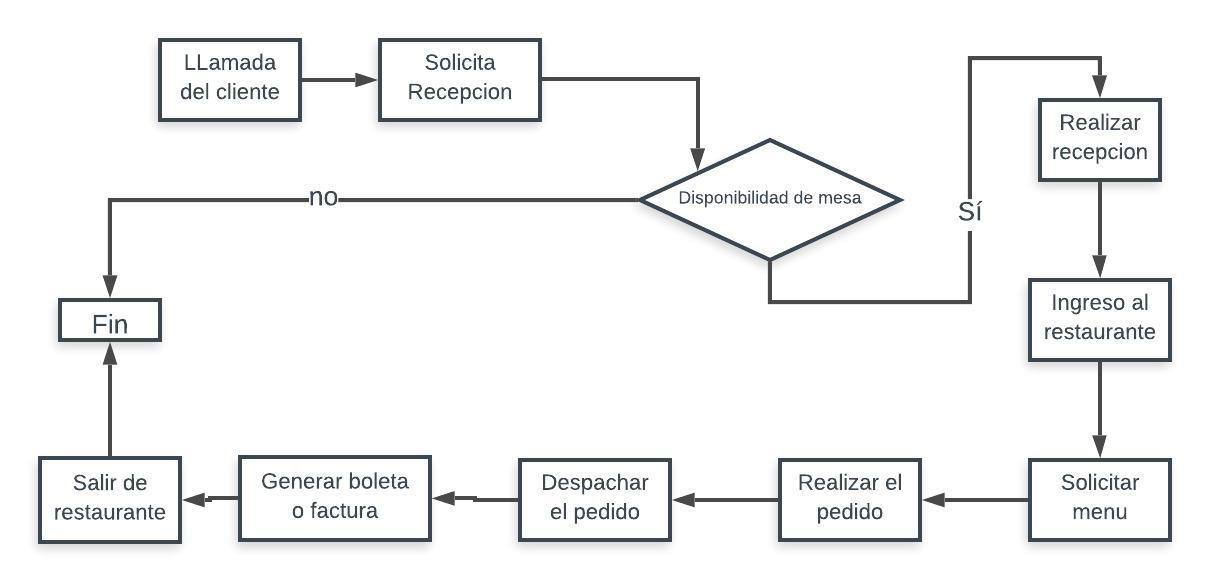 LLamada
del cliente
Solicita
Recepcion
Disponibilidad de mesa
no
Sí
Realizar
recepcion
Ingreso al
restaurante
Solicitar
menu
Realizar el
pedido
Despachar
el pedido
Generar boleta
o factura
Salir de
restaurante
Fin